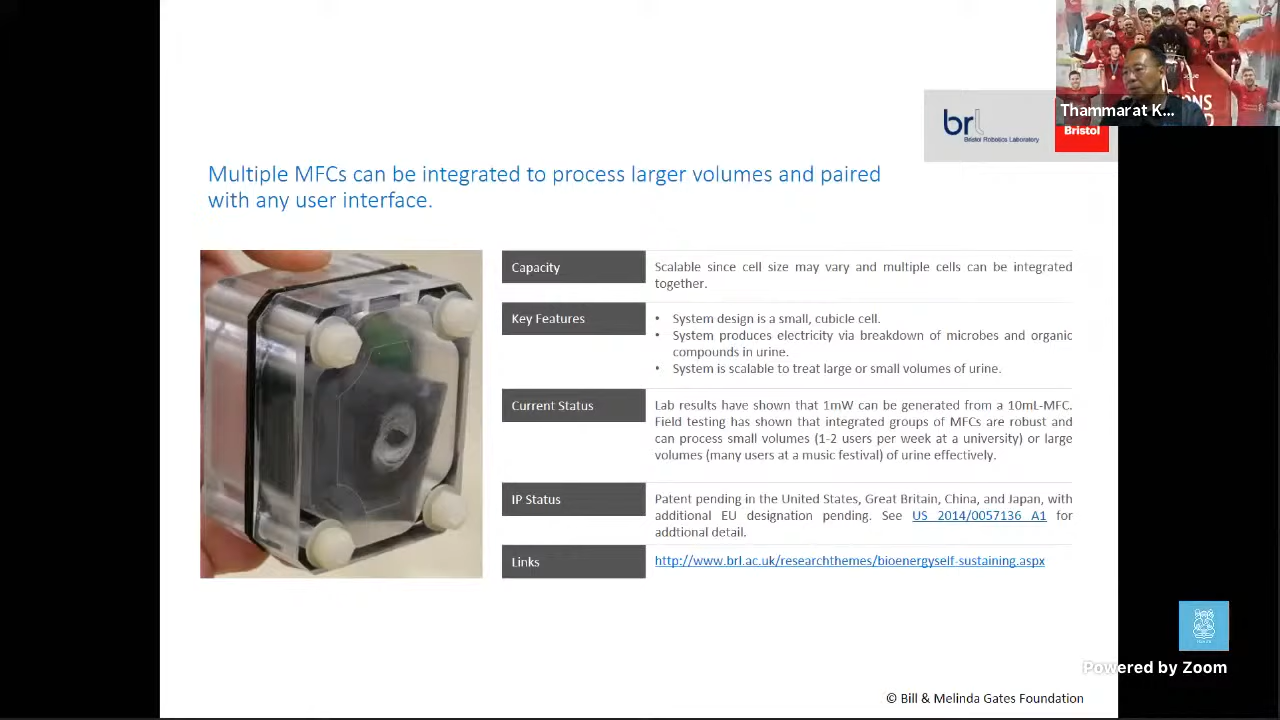 Thammarat K...
brl
Bristol Robotics Laboratory
Bristol
Multiple MFCs can be integrated to process larger volumes and paired
with any user interface.
Capacity
Scalable since cell size may vary and multiple cells can be integrated
together.
Key Features
• System design is a small, cubicle cell.
• System produces electricity via breakdown of microbes and organic
compounds in urine.
• System is scalable to treat large or small volumes of urine.
Current Status
Lab results have shown that 1mW can be generated from a 10mL-MFC.
Field testing has shown that integrated groups of MFCs are robust and
can process small volumes (1-2 users per week at a university) or large
volumes (many users at a music festival) of urine effectively.
IP Status
Patent pending in the United States, Great Britain, China, and Japan, with
additional EU designation pending. See US 2014/0057136 A1 for
addtional detail.
Links
http://www.brl.ac.uk/researchthemes/bioenergyself-sustaining.aspx
Powered by Zoom
© Bill & Melinda Gates Foundation